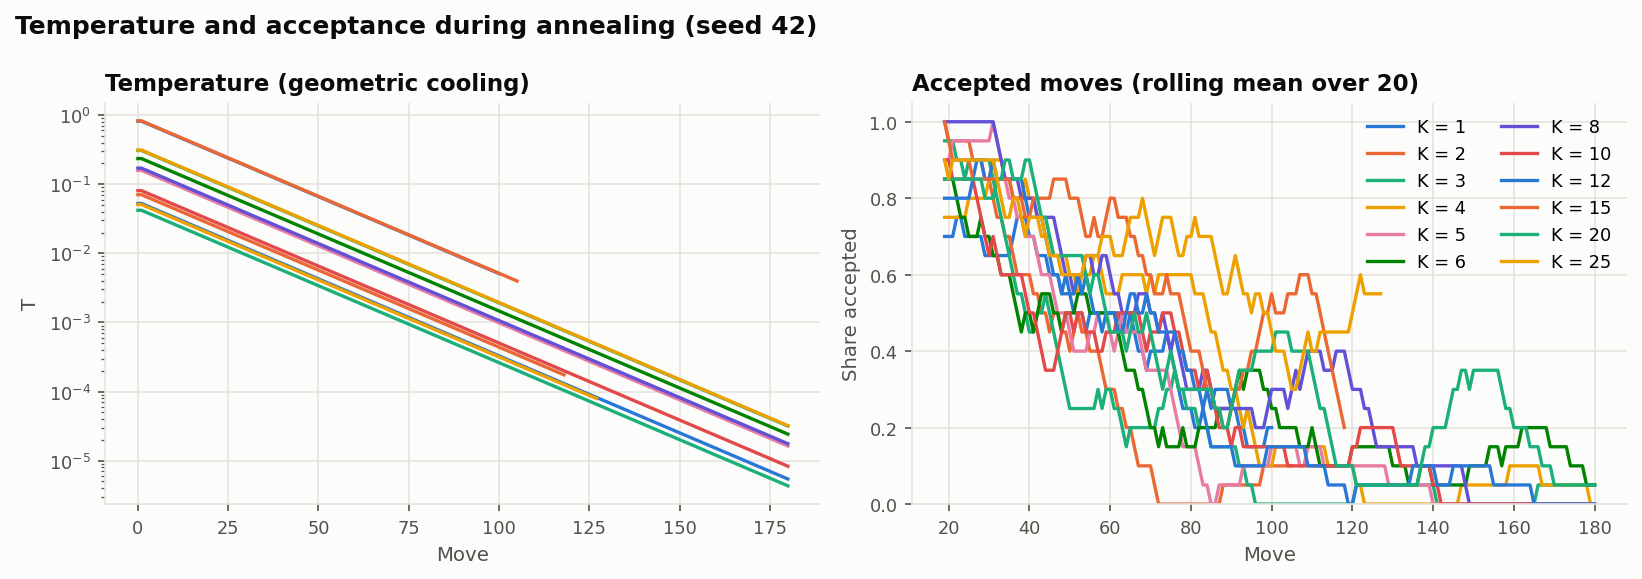 Temperature and acceptance during annealing (seed 42)
Temperature (geometric cooling)
10⁰
10⁻¹
10⁻²
10⁻³
10⁻⁴
10⁻⁵
T
0 25 50 75 100 125 150 175
Move
Accepted moves (rolling mean over 20)
1.0
0.8
0.6
0.4
0.2
0.0
Share accepted
20 40 60 80 100 120 140 160 180
Move
K = 1 K = 8
K = 2 K = 10
K = 3 K = 12
K = 4 K = 15
K = 5 K = 20
K = 6 K = 25